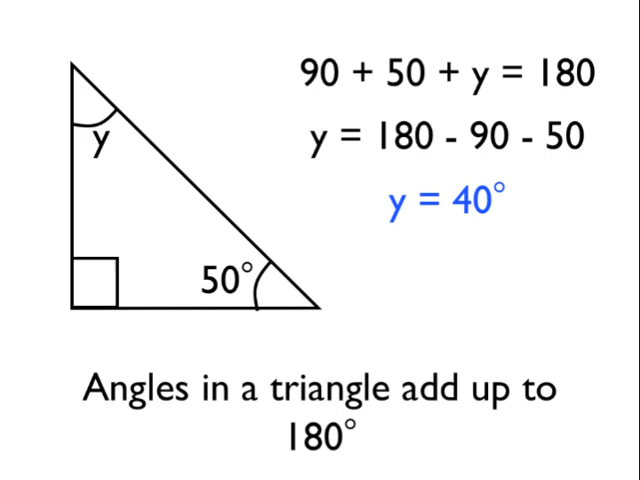 90 + 50 + y = 180
y
y = 180 - 90 - 50
y = 40°
50°
Angles in a triangle add up to
180°